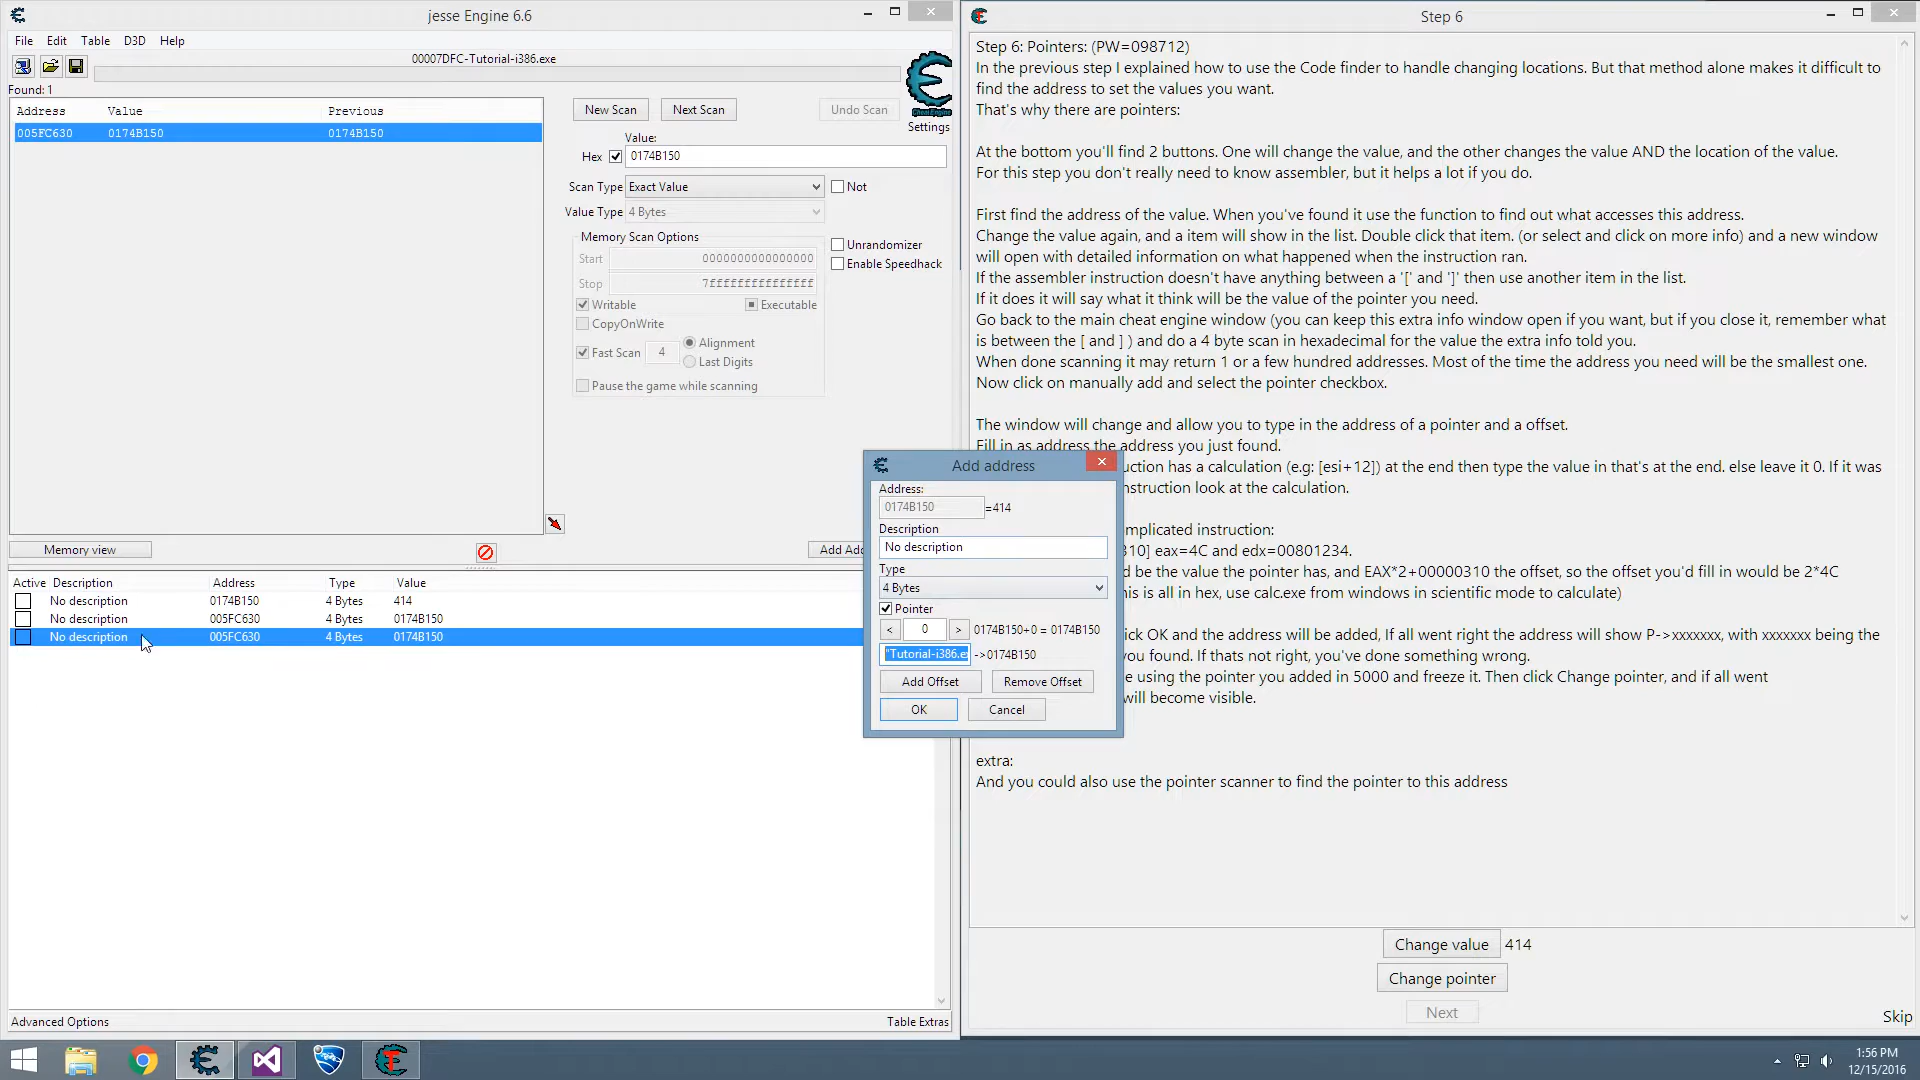 jesse Engine 6.6
File Edit Table D3D Help
00007DFC-Tutorial-i386.exe
Found: 1
Address Value Previous
005FC630 0174B150 0174B150
New Scan Next Scan Undo Scan
Settings
Value:
Hex 0174B150
Scan Type Exact Value Not
Value Type 4 Bytes
Memory Scan Options
Start 0000000000000000
Stop 7fffffffffffffff
Writable Executable
CopyOnWrite
Fast Scan 4 Alignment
Last Digits
Pause the game while scanning
Unrandomizer
Enable Speedhack
Memory view
Add Add
Active Description Address Type Value
No description 0174B150 4 Bytes 414
No description 005FC630 4 Bytes 0174B150
No description 005FC630 4 Bytes 0174B150
Advanced Options
Table Extras
Add address
Address:
0174B150 =414
Description
No description
Type
4 Bytes
Pointer
< 0 > 0174B150+0 = 0174B150
"Tutorial-i386.e ->0174B150
Add Offset Remove Offset
OK Cancel
Step 6
Step 6: Pointers: (PW=098712)
In the previous step I explained how to use the Code finder to handle changing locations. But that method alone makes it difficult to
find the address to set the values you want.
That's why there are pointers:
At the bottom you'll find 2 buttons. One will change the value, and the other changes the value AND the location of the value.
For this step you don't really need to know assembler, but it helps a lot if you do.
First find the address of the value. When you've found it use the function to find out what accesses this address.
Change the value again, and a item will show in the list. Double click that item. (or select and click on more info) and a new window
will open with detailed information on what happened when the instruction ran.
If the assembler instruction doesn't have anything between a '[' and ']' then use another item in the list.
If it does it will say what it think will be the value of the pointer you need.
Go back to the main cheat engine window (you can keep this extra info window open if you want, but if you close it, remember what
is between the [ and ] ) and do a 4 byte scan in hexadecimal for the value the extra info told you.
When done scanning it may return 1 or a few hundred addresses. Most of the time the address you need will be the smallest one.
Now click on manually add and select the pointer checkbox.
The window will change and allow you to type in the address of a pointer and a offset.
Fill in as address the address you just found.
uction has a calculation (e.g: [esi+12]) at the end then type the value in that's at the end. else leave it 0. If it was
nstruction look at the calculation.
mplicated instruction:
310] eax=4C and edx=00801234.
d be the value the pointer has, and EAX*2+00000310 the offset, so the offset you'd fill in would be 2*4C
his is all in hex, use calc.exe from windows in scientific mode to calculate)
ck OK and the address will be added, If all went right the address will show P->xxxxxxx, with xxxxxxx being the
you found. If thats not right, you've done something wrong.
e using the pointer you added in 5000 and freeze it. Then click Change pointer, and if all went
will become visible.
extra:
And you could also use the pointer scanner to find the pointer to this address
Change value 414
Change pointer
Next
Skip
1:56 PM
12/15/2016